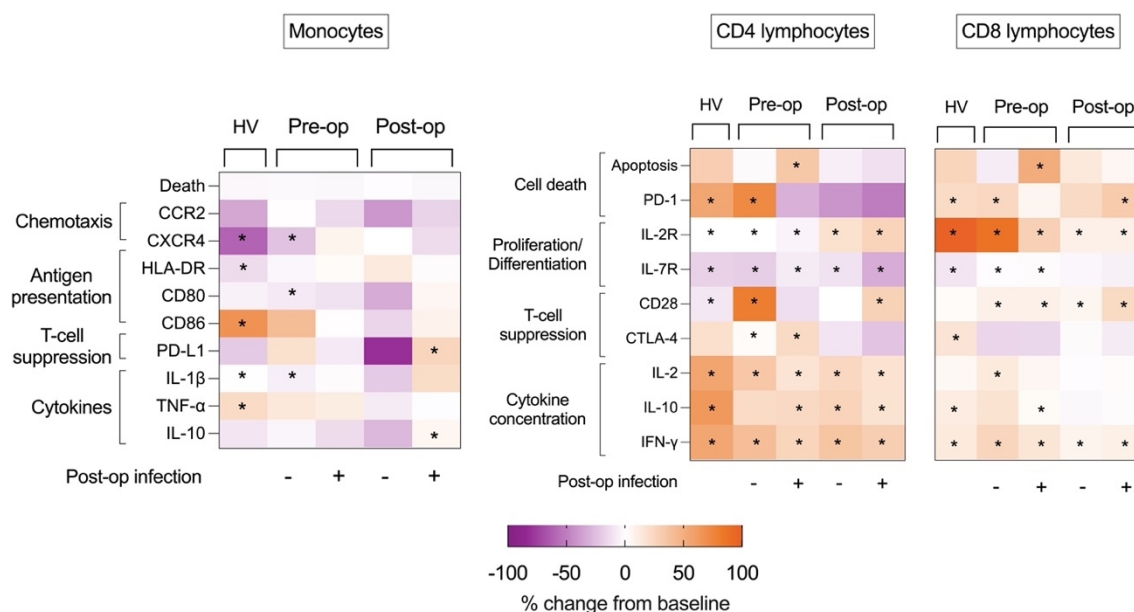 Monocytes
CD4 lymphocytes
CD8 lymphocytes
HV Pre-op Post-op
HV Pre-op Post-op
HV Pre-op Post-op
Chemotaxis
Antigen
presentation
T-cell
suppression
Cytokines
Death
CCR2
CXCR4
HLA-DR
CD80
CD86
PD-L1
IL-1β
TNF-α
IL-10
* *
*
*
*
*
* *
*
*
Post-op infection - + - +
Cell death
Proliferation/
Differentiation
T-cell
suppression
Cytokine
concentration
Apoptosis
PD-1
IL-2R
IL-7R
CD28
CTLA-4
IL-2
IL-10
IFN-γ
* *
* * * * *
* * * * * * * * * *
* * * * * * * *
* * * * * * *
* * *
* * * * * *
* * * * * *
* * * * * * * * * *
Post-op infection - + - + - + - +
-100 -50 0 50 100
% change from baseline